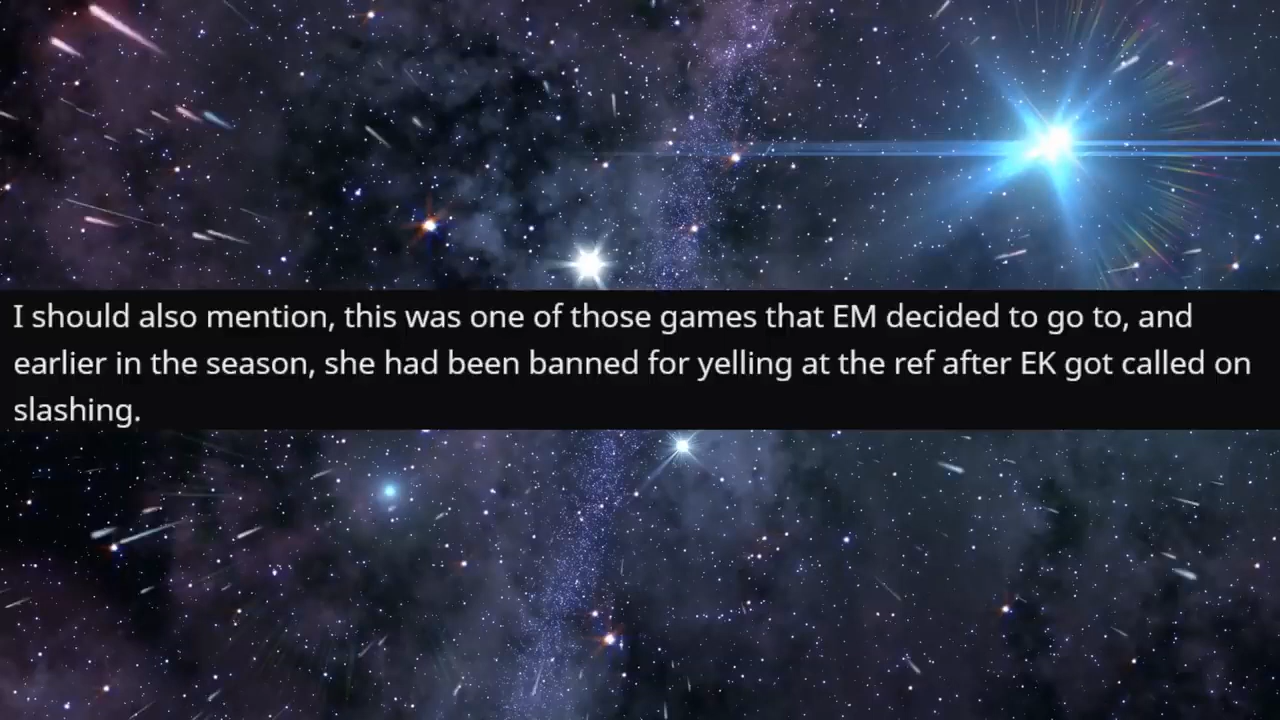 I should also mention, this was one of those games that EM decided to go to, and
earlier in the season, she had been banned for yelling at the ref after EK got called on
slashing.